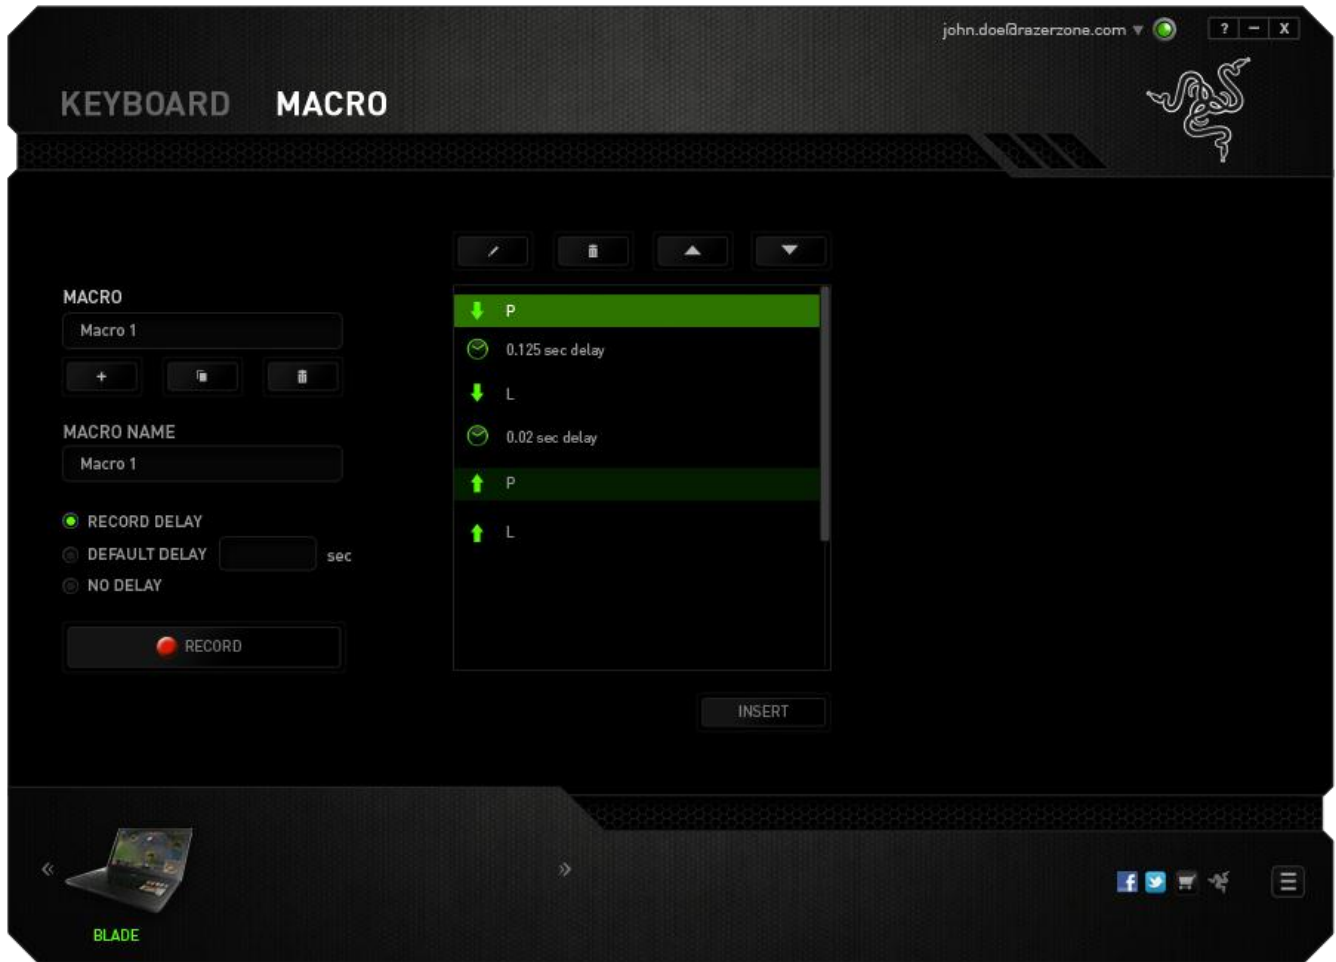 john.doe@razerzone.com ? – X
KEYBOARD MACRO
MACRO
Macro 1
+
MACRO NAME
Macro 1
RECORD DELAY
DEFAULT DELAY sec
NO DELAY
RECORD
P
0.125 sec delay
L
0.02 sec delay
P
L
INSERT
« »
BLADE
f